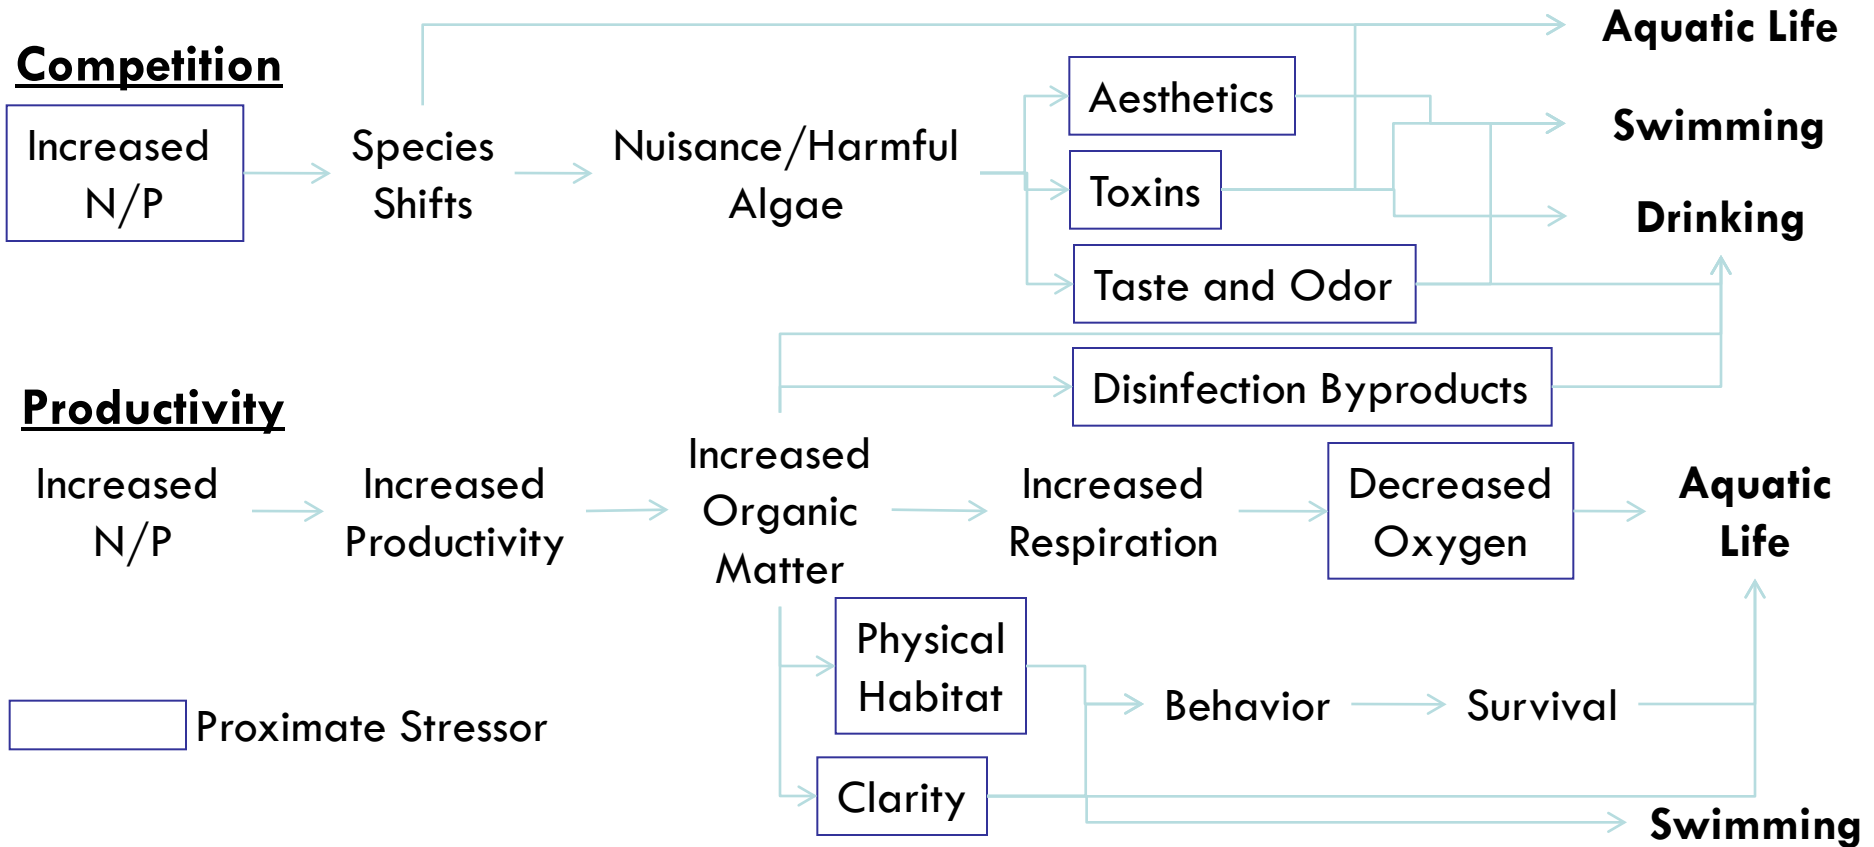 Competition
Increased
N/P
Species
Shifts
Nuisance/Harmful
Algae
Aesthetics
Toxins
Taste and Odor
Aquatic Life
Swimming
Drinking
Disinfection Byproducts
Productivity
Increased
N/P
Increased
Productivity
Increased
Organic
Matter
Increased
Respiration
Decreased
Oxygen
Aquatic
Life
Physical
Habitat
Clarity
Behavior
Survival
Swimming
Proximate Stressor